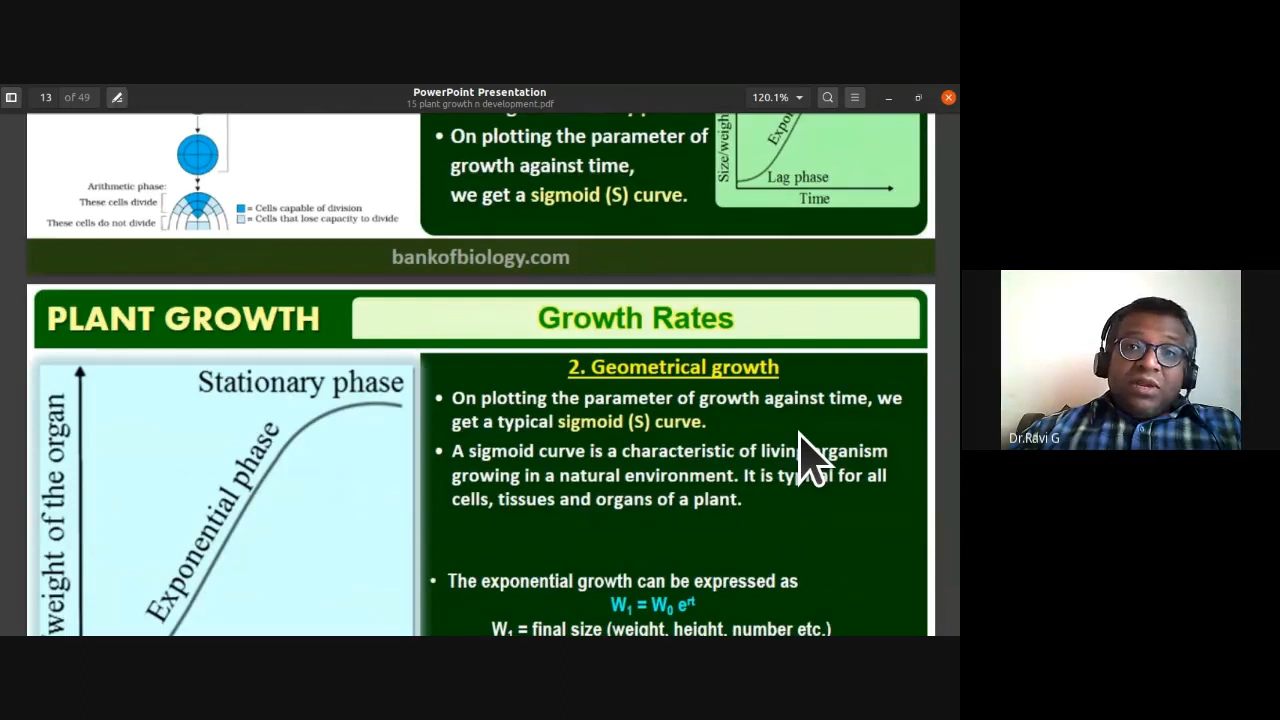 PowerPoint Presentation
15 plant growth n development.pdf
13 of 49
120.1%
Arithmetic phase:
These cells divide
These cells do not divide
= Cells capable of division
= Cells that lose capacity to divide
• On plotting the parameter of
growth against time,
we get a sigmoid (S) curve.
Size/weight
Lag phase
Time
bankofbiology.com
PLANT GROWTH
Growth Rates
weight of the organ
Stationary phase
Exponential phase
2. Geometrical growth
• On plotting the parameter of growth against time, we
get a typical sigmoid (S) curve.
• A sigmoid curve is a characteristic of living organism
growing in a natural environment. It is typical for all
cells, tissues and organs of a plant.
• The exponential growth can be expressed as
W₁ = W₀ eʳᵗ
W₁ = final size (weight, height, number etc.)
Dr.Ravi G